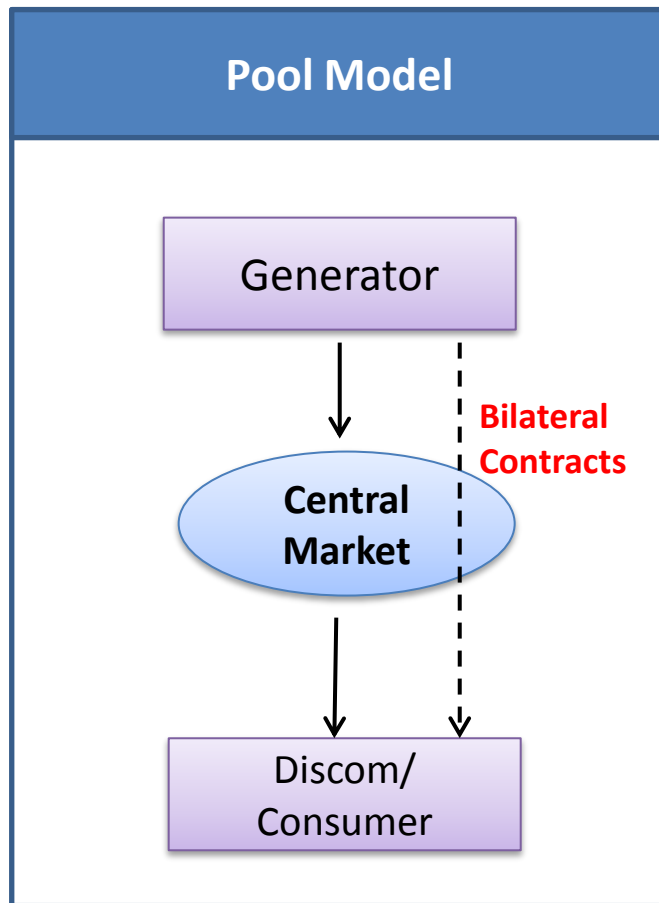 Pool Model
Generator
Bilateral
Contracts
Central
Market
Discom/
Consumer